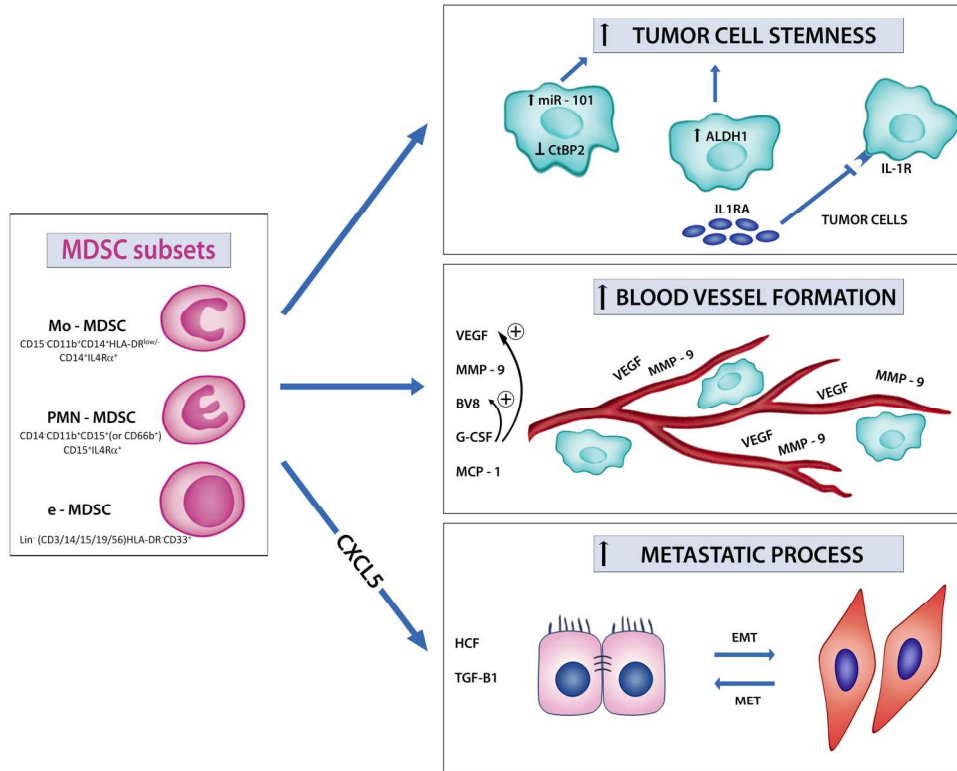 MDSC subsets
Mo - MDSC
CD15⁻CD11b⁺CD14⁺HLA-DRˡᵒʷ/⁻
CD14⁺IL4Rα⁺
PMN - MDSC
CD14⁻CD11b⁺CD15⁺(or CD66b⁺)
CD15⁺IL4Rα⁺
e - MDSC
Lin⁻ (CD3/14/15/19/56)HLA-DR⁻CD33⁺
CXCL5
↑ TUMOR CELL STEMNESS
↑ miR - 101
⊥ CtBP2
↑ ALDH1
IL-1R
IL1RA
TUMOR CELLS
↑ BLOOD VESSEL FORMATION
VEGF
+
MMP - 9
BV8
+
G-CSF
MCP - 1
VEGF
MMP - 9
VEGF
MMP - 9
VEGF
MMP - 9
↑ METASTATIC PROCESS
HCF
TGF-B1
EMT
MET